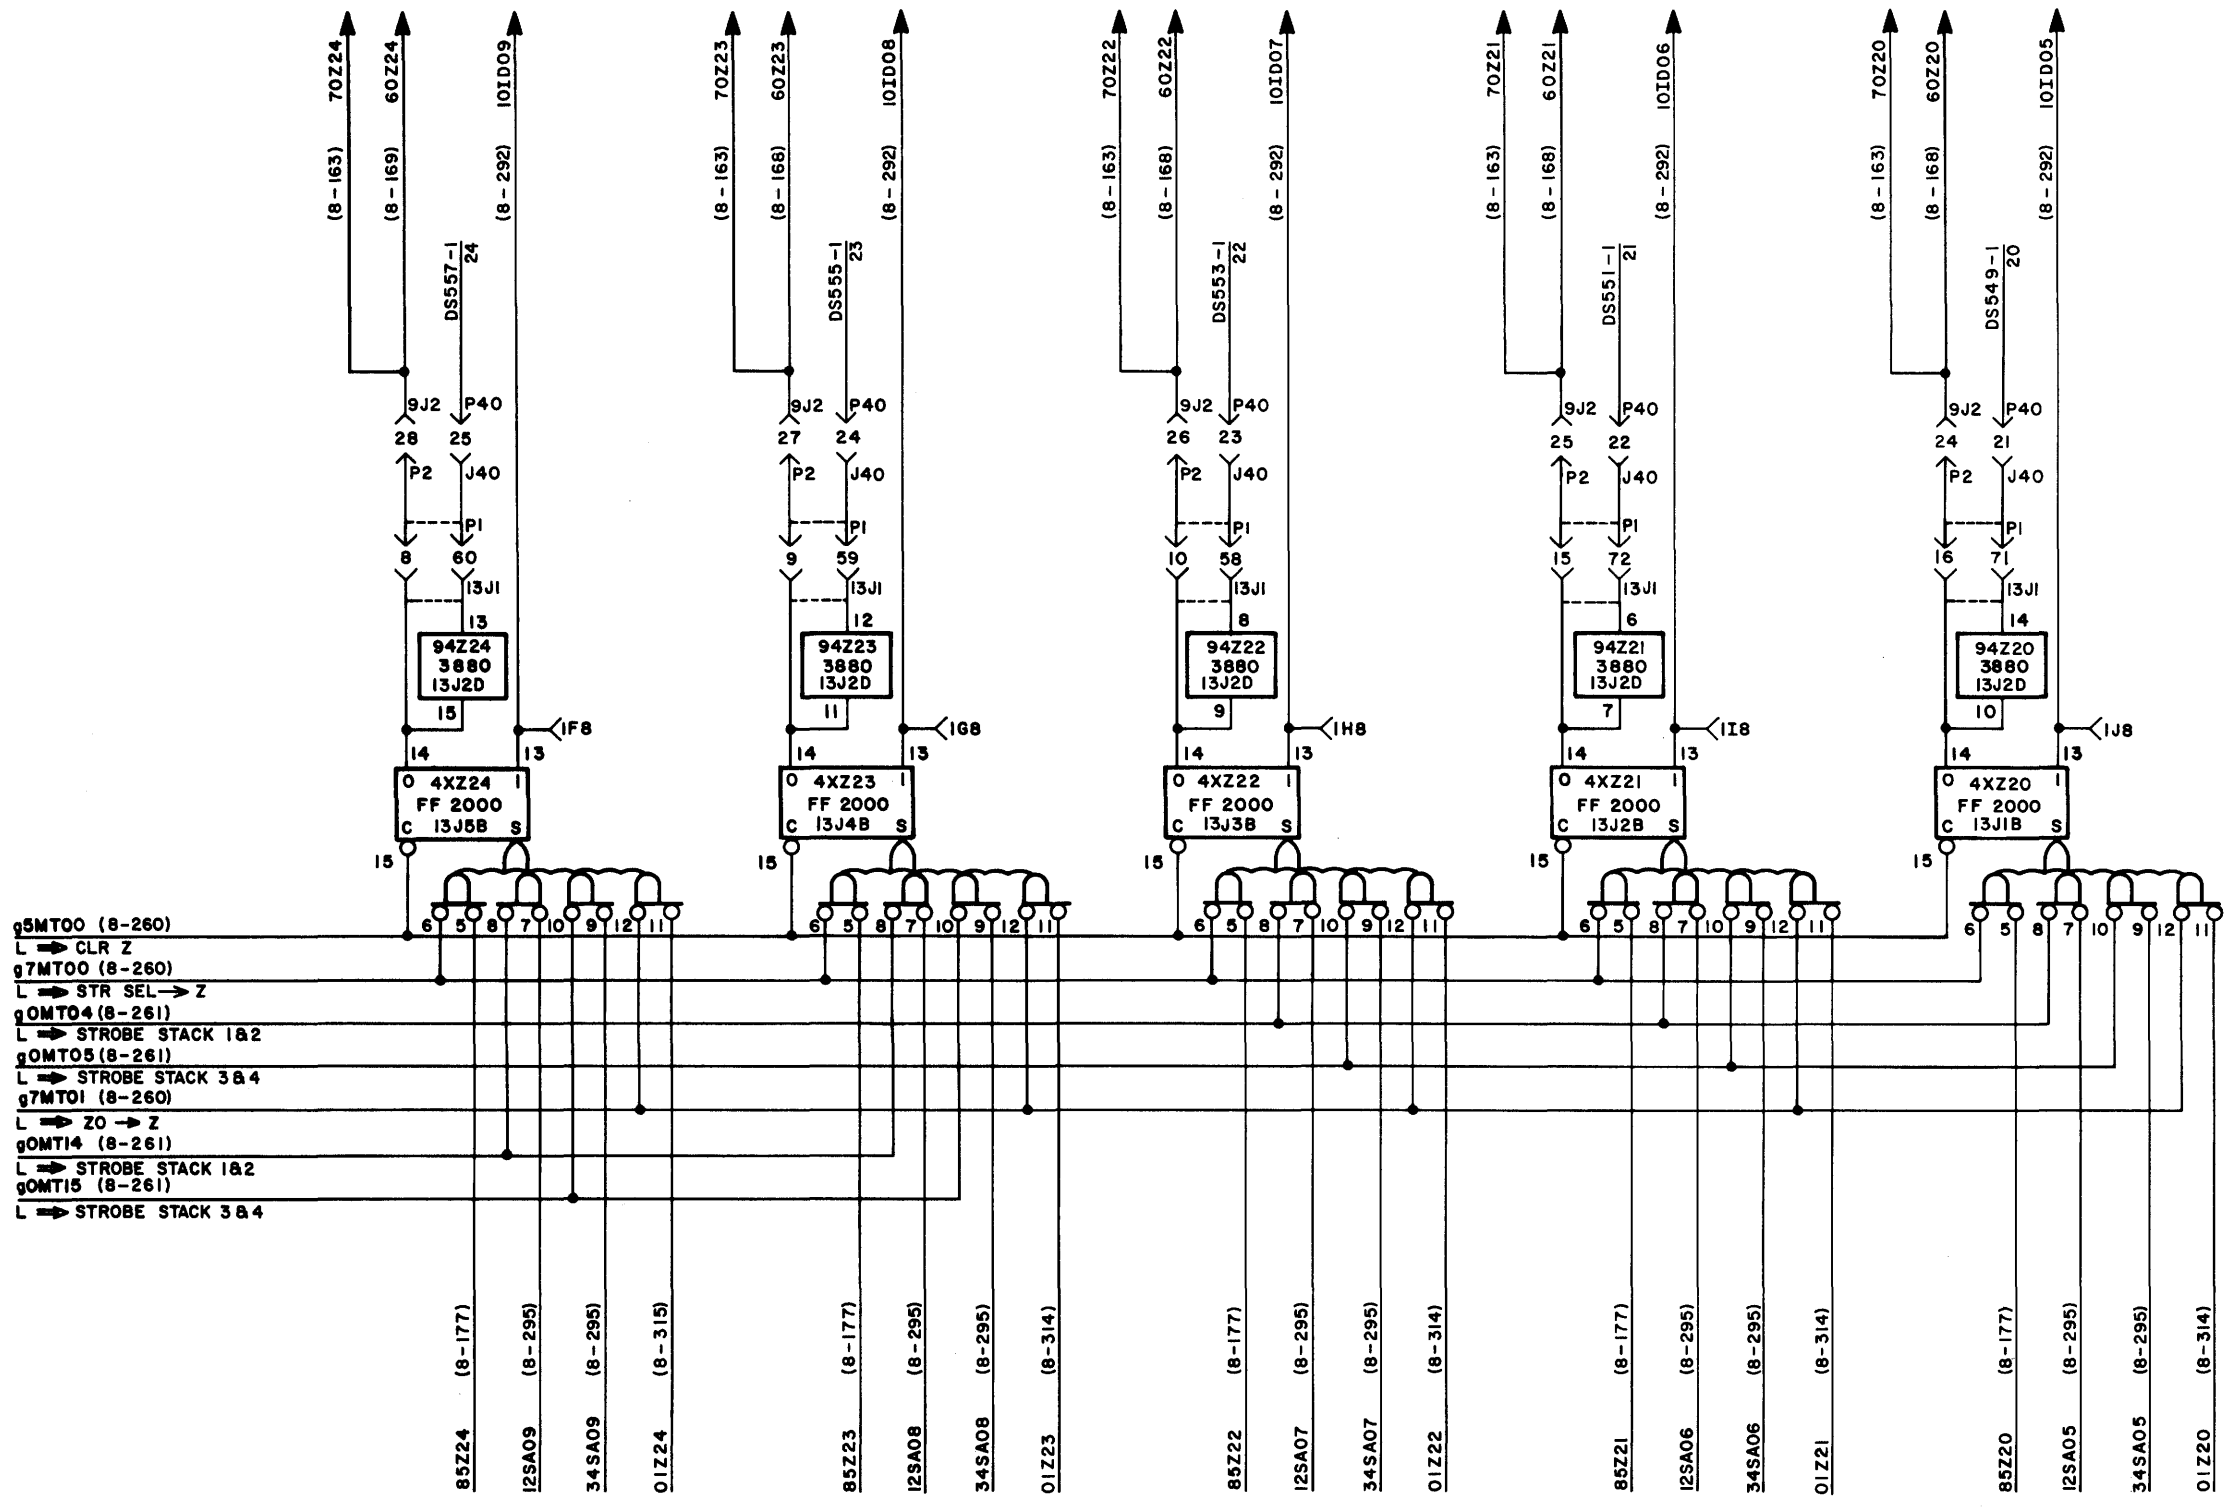 70Z24 60Z24 10ID09 70Z23 60Z23 10ID08 70Z22 60Z22 10ID07 70Z21 60Z21 10ID06 70Z20 60Z20 10ID05
(8-163) (8-169) (8-292) (8-163) (8-168) (8-292) (8-163) (8-168) (8-292) (8-163) (8-168) (8-292) (8-163) (8-168) (8-292)
DS557-1 24 DS555-1 23 DS553-1 22 DS551-1 21 DS549-1 20
9J2 P40 9J2 P40 9J2 P40 9J2 P40 9J2 P40
28 25 27 24 26 23 25 22 24 21
P2 J40 P2 J40 P2 J40 P2 J40 P2 J40
P1 P1 P1 P1 P1
8 60 9 59 10 58 15 72 16 71
13J1 13J1 13J1 13J1 13J1
13 12 8 6 14
94Z24 94Z23 94Z22 94Z21 94Z20
3880 3880 3880 3880 3880
13J2D 13J2D 13J2D 13J2D 13J2D
15 11 9 7 10
1F8 1G8 1H8 1I8 1J8
14 13 14 13 14 13 14 13 14 13
0 4XZ24 1 0 4XZ23 1 0 4XZ22 1 0 4XZ21 1 0 4XZ20 1
FF 2000 FF 2000 FF 2000 FF 2000 FF 2000
C 13J5B S C 13J4B S C 13J3B S C 13J2B S C 13J1B S
15 15 15 15 15
6 5 8 7 10 9 12 11 6 5 8 7 10 9 12 11 6 5 8 7 10 9 12 11 6 5 8 7 10 9 12 11 6 5 8 7 10 9 12 11
g5MT00 (8-260)
L ⇒ CLR Z
g7MT00 (8-260)
L ⇒ STR SEL→ Z
g0MT04 (8-261)
L ⇒ STROBE STACK 1&2
g0MT05 (8-261)
L ⇒ STROBE STACK 3&4
g7MT01 (8-260)
L ⇒ Z0 → Z
g0MT14 (8-261)
L ⇒ STROBE STACK 1&2
g0MT15 (8-261)
L ⇒ STROBE STACK 3&4
(8-177) (8-295) (8-295) (8-315) (8-177) (8-295) (8-295) (8-314) (8-177) (8-295) (8-295) (8-314) (8-177) (8-295) (8-295) (8-314) (8-177) (8-295) (8-295) (8-314)
85Z24 12SA09 34SA09 01Z24 85Z23 12SA08 34SA08 01Z23 85Z22 12SA07 34SA07 01Z22 85Z21 12SA06 34SA06 01Z21 85Z20 12SA05 34SA05 01Z20